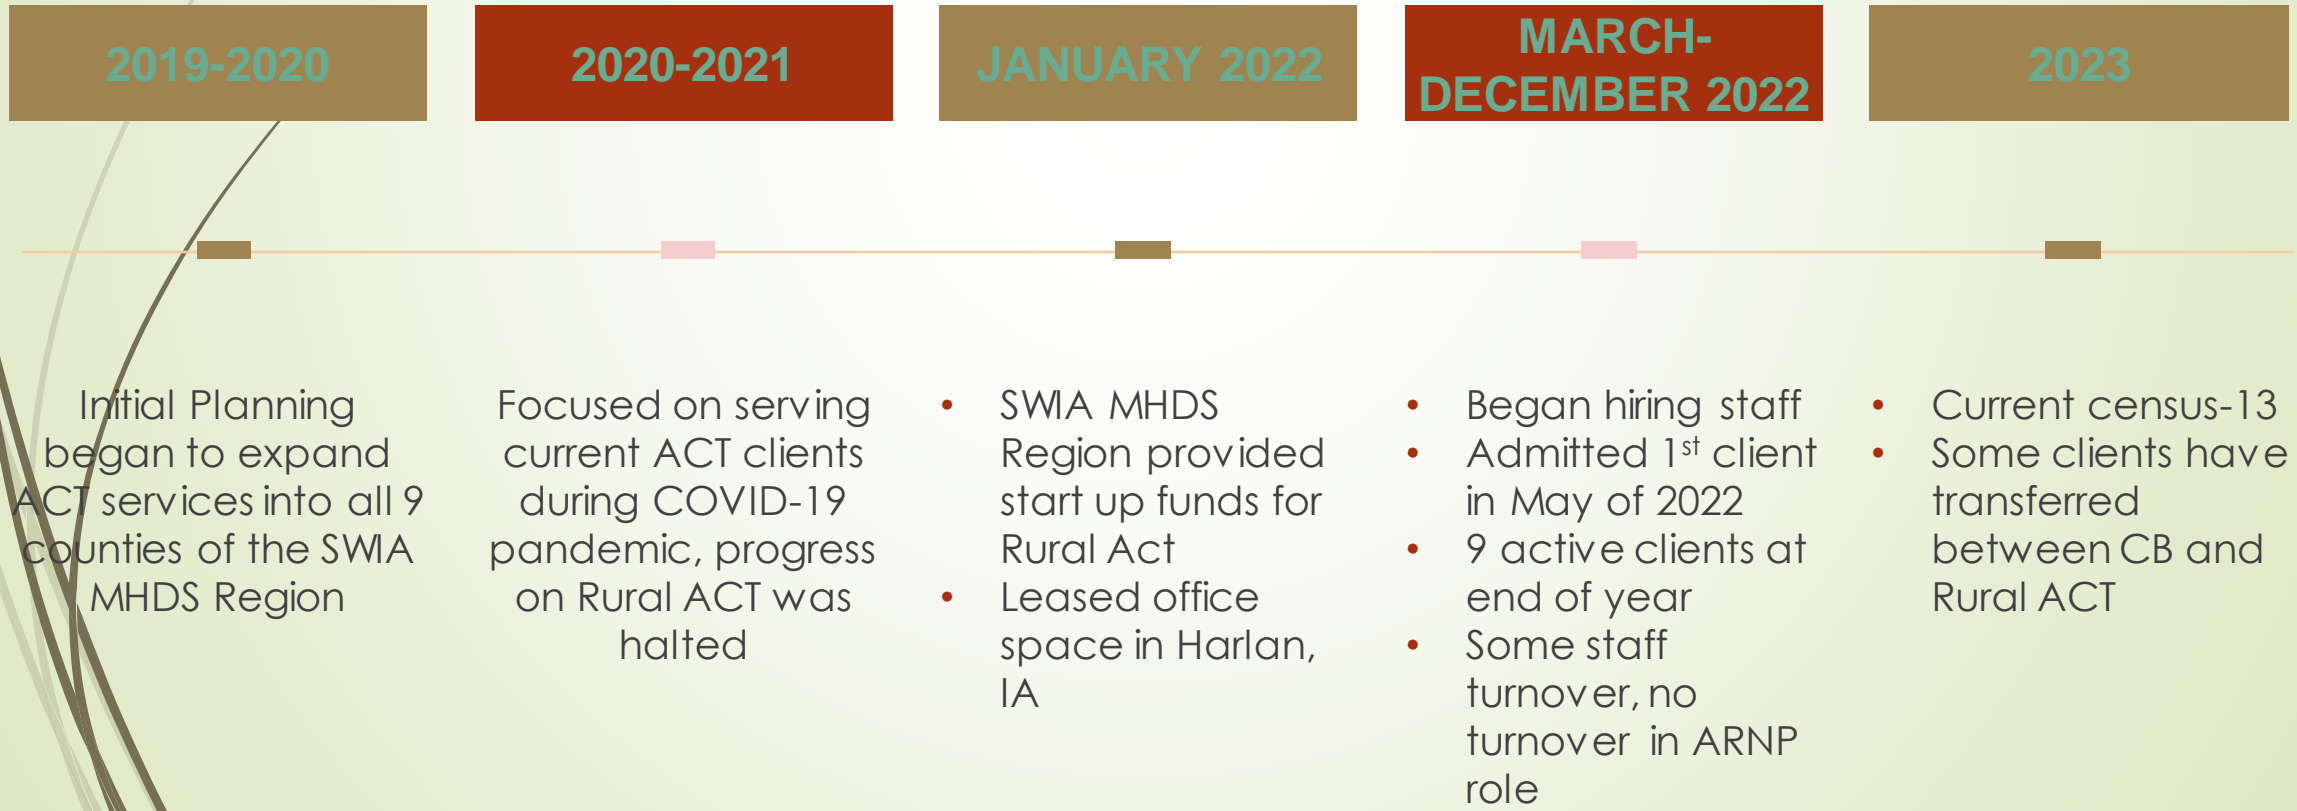 2019-2020
2020-2021
JANUARY 2022
MARCH-
DECEMBER 2022
2023
Initial Planning
began to expand
ACT services into all 9
counties of the SWIA
MHDS Region
Focused on serving
current ACT clients
during COVID-19
pandemic, progress
on Rural ACT was
halted
• SWIA MHDS
Region provided
start up funds for
Rural Act
• Leased office
space in Harlan,
IA
• Began hiring staff
• Admitted 1st client
in May of 2022
• 9 active clients at
end of year
• Some staff
turnover, no
turnover in ARNP
role
• Current census-13
• Some clients have
transferred
between CB and
Rural ACT